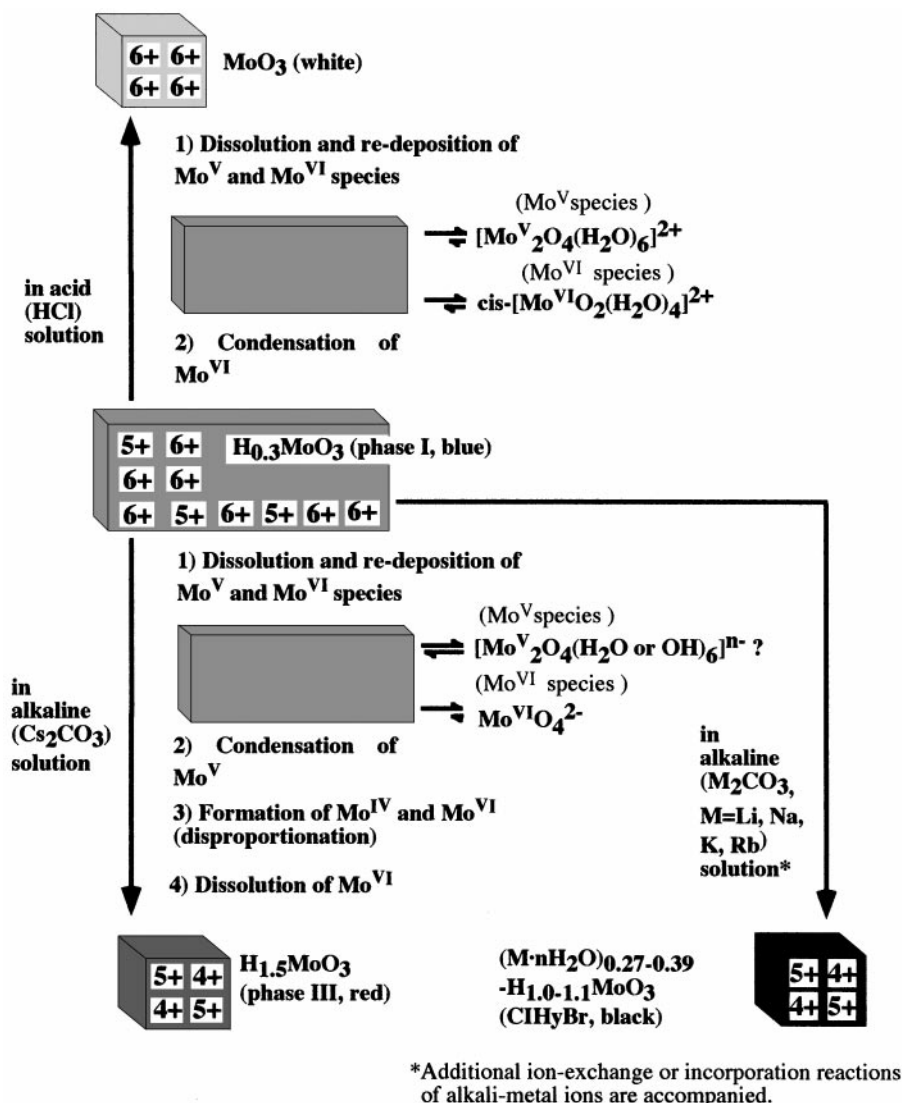 6+ 6+
6+ 6+
MoO3 (white)
1) Dissolution and re-deposition of
MoV and MoVI species
(MoV species )
[MoV2O4(H2O)6]2+
(MoVI species )
cis-[MoVIO2(H2O)4]2+
in acid
(HCl)
solution
2) Condensation of
MoVI
H0.3MoO3 (phase I, blue)
5+ 6+
6+ 6+
6+ 5+ 6+ 5+ 6+ 6+
1) Dissolution and re-deposition of
MoV and MoVI species
(MoV species )
[MoV2O4(H2O or OH)6]n- ?
(MoVI species )
MoVIO42-
in
alkaline
(Cs2CO3)
solution
2) Condensation of
MoV
3) Formation of MoIV and MoVI
(disproportionation)
4) Dissolution of MoVI
in
alkaline
(M2CO3,
M=Li, Na,
K, Rb)
solution*
5+ 4+
4+ 5+
H1.5MoO3
(phase III, red)
(M·nH2O)0.27-0.39
-H1.0-1.1MoO3
(CIHyBr, black)
5+ 4+
4+ 5+
*Additional ion-exchange or incorporation reactions
of alkali-metal ions are accompanied.